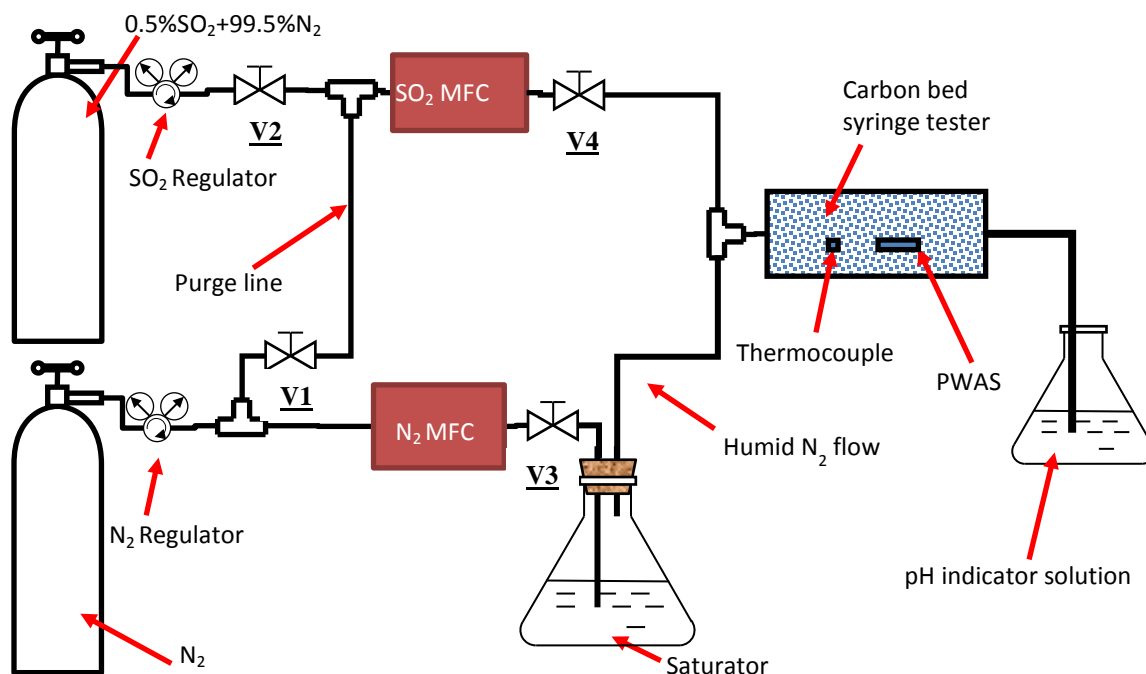 0.5%SO₂+99.5%N₂
SO₂ MFC
Carbon bed
syringe tester
V2
V4
SO₂ Regulator
Purge line
Thermocouple
PWAS
V1
N₂ MFC
V3
Humid N₂ flow
N₂ Regulator
pH indicator solution
N₂
Saturator